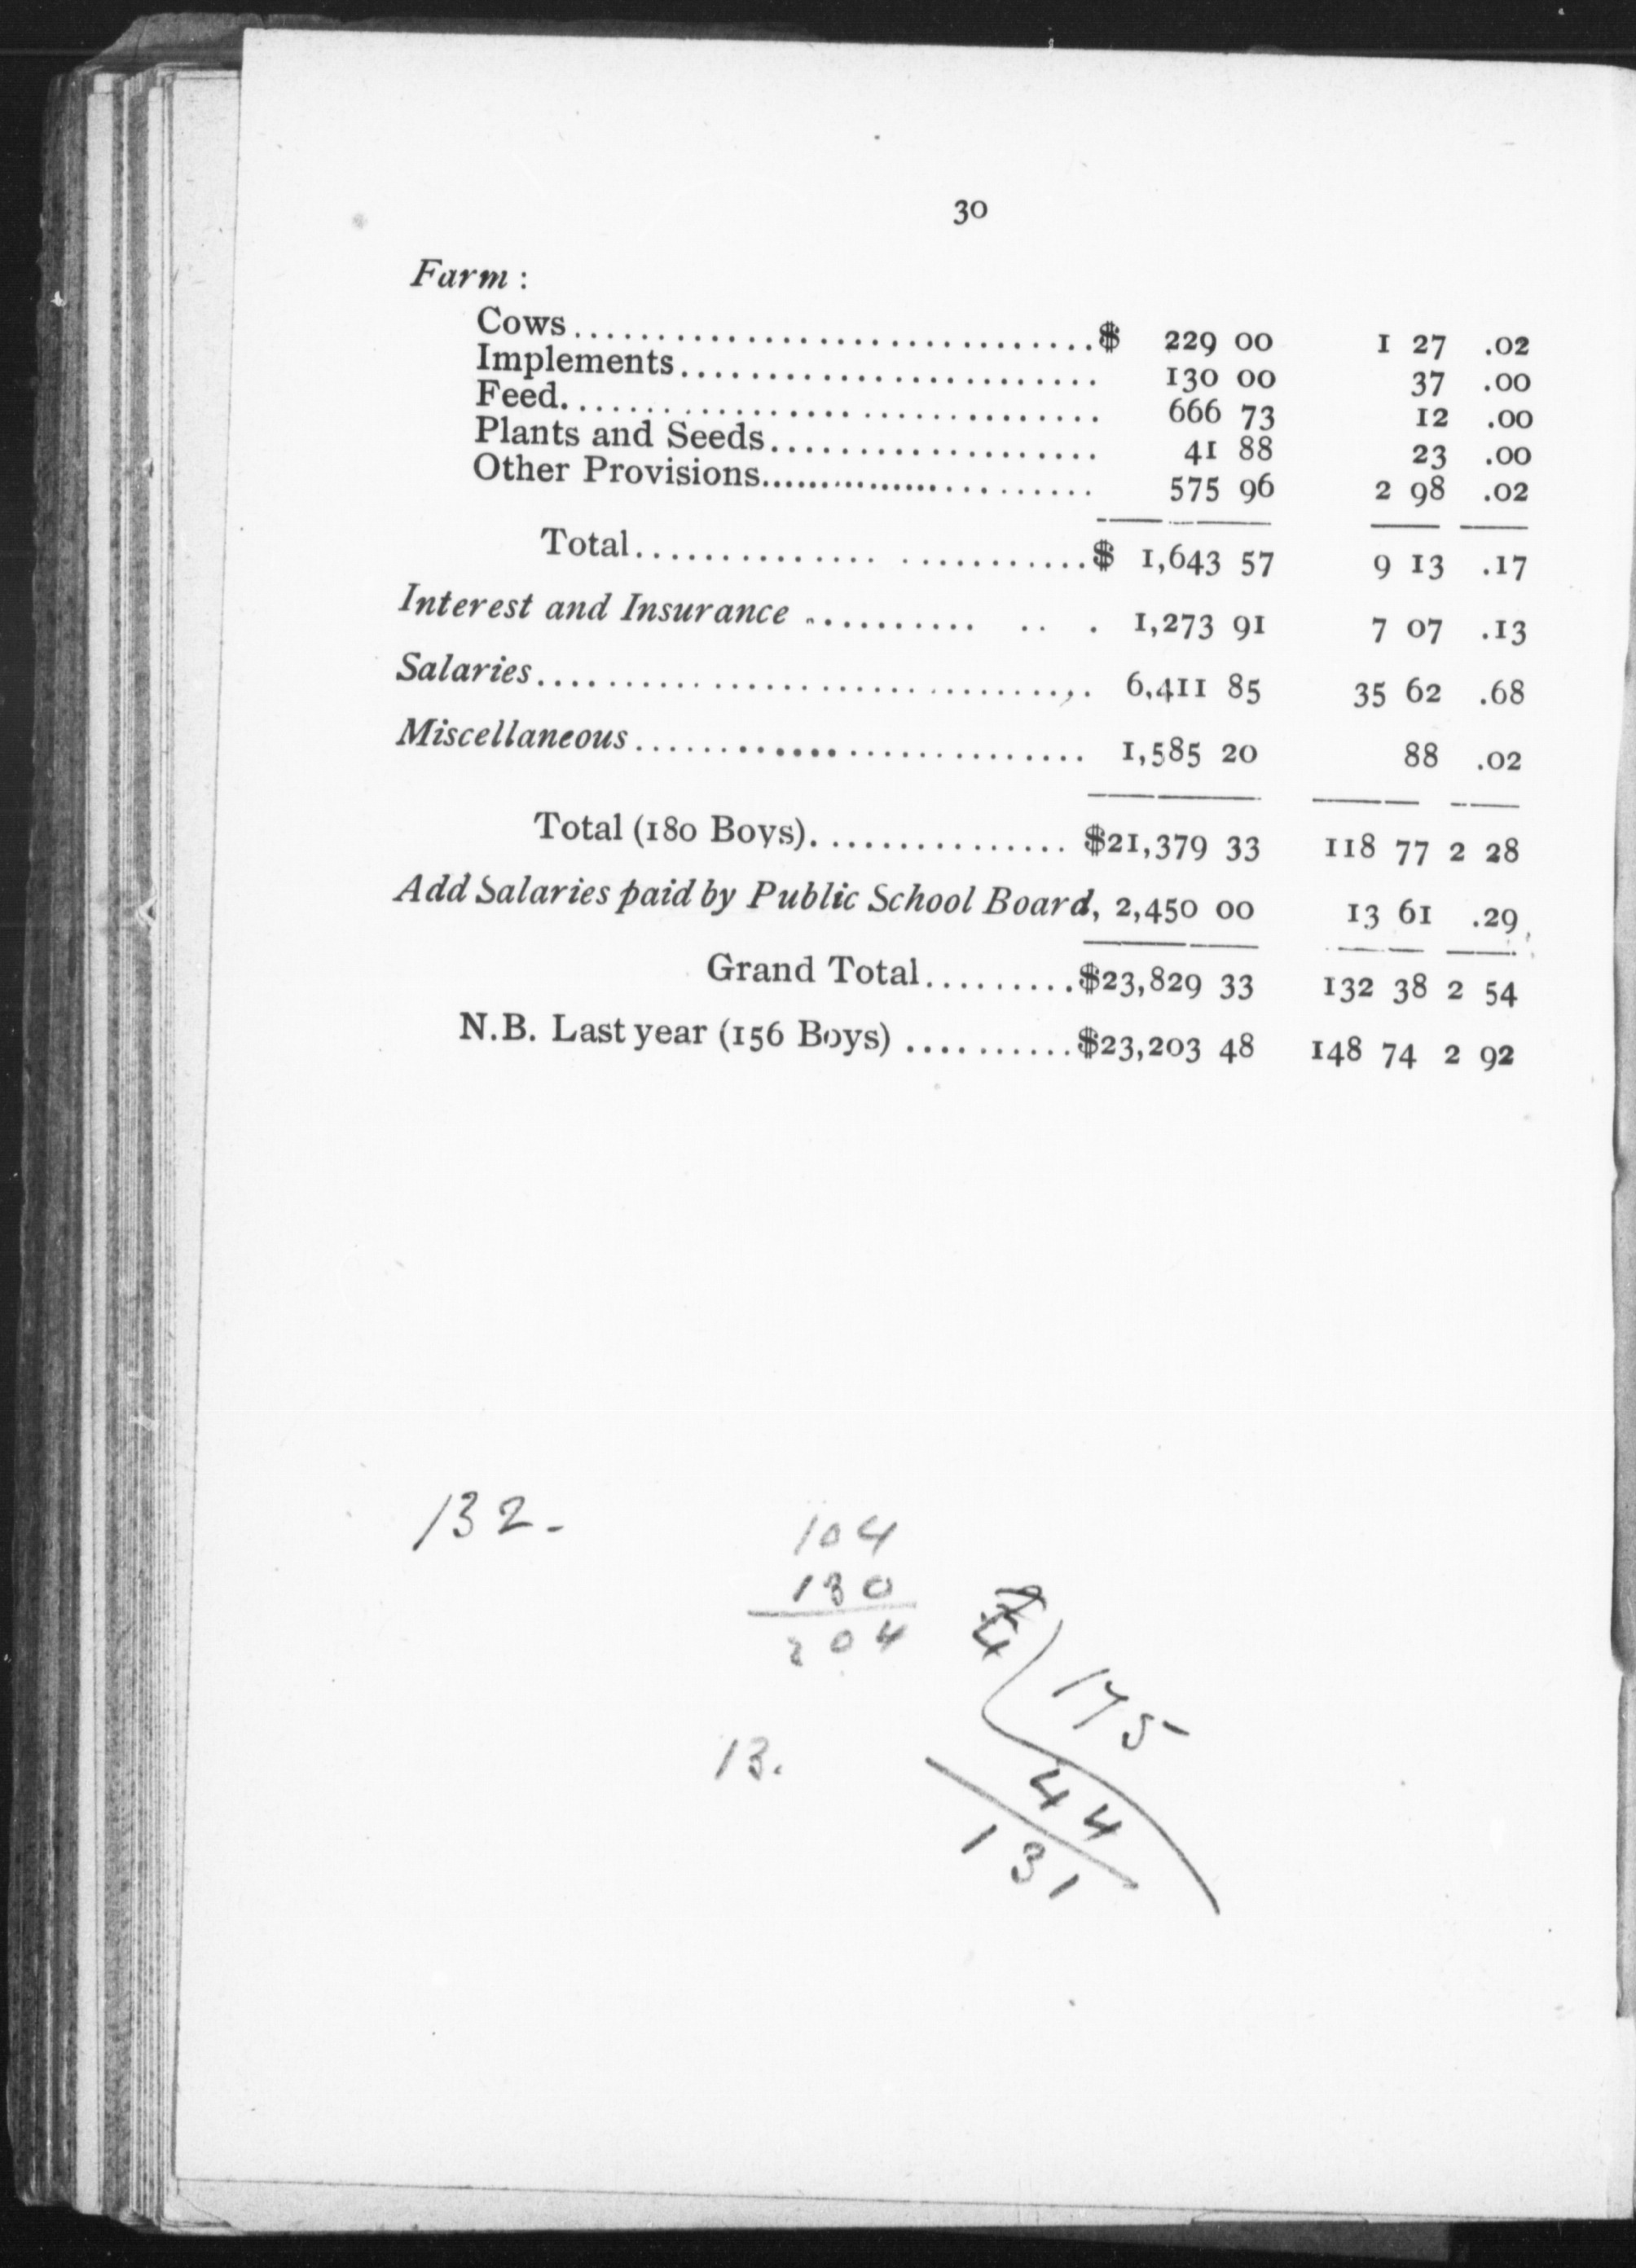 30
Farm :
Cows................................$ 229 00 1 27 .02
Implements......................... 130 00 37 .00
Feed................................. 666 73 12 .00
Plants and Seeds.................... 41 88 23 .00
Other Provisions......................... 575 96 2 98 .02
Total.............. ...........$ 1,643 57 9 13 .17
Interest and Insurance ........... .. . 1,273 91 7 07 .13
Salaries................................. 6,411 85 35 62 .68
Miscellaneous.............................. 1,585 20 88 .02
Total (180 Boys)................ $21,379 33 118 77 2 28
Add Salaries paid by Public School Board, 2,450 00 13 61 .29
Grand Total.........$23,829 33 132 38 2 54
N.B. Last year (156 Boys) ..........$23,203 48 148 74 2 92
132-
104
130
204
4
175
13.
44
131